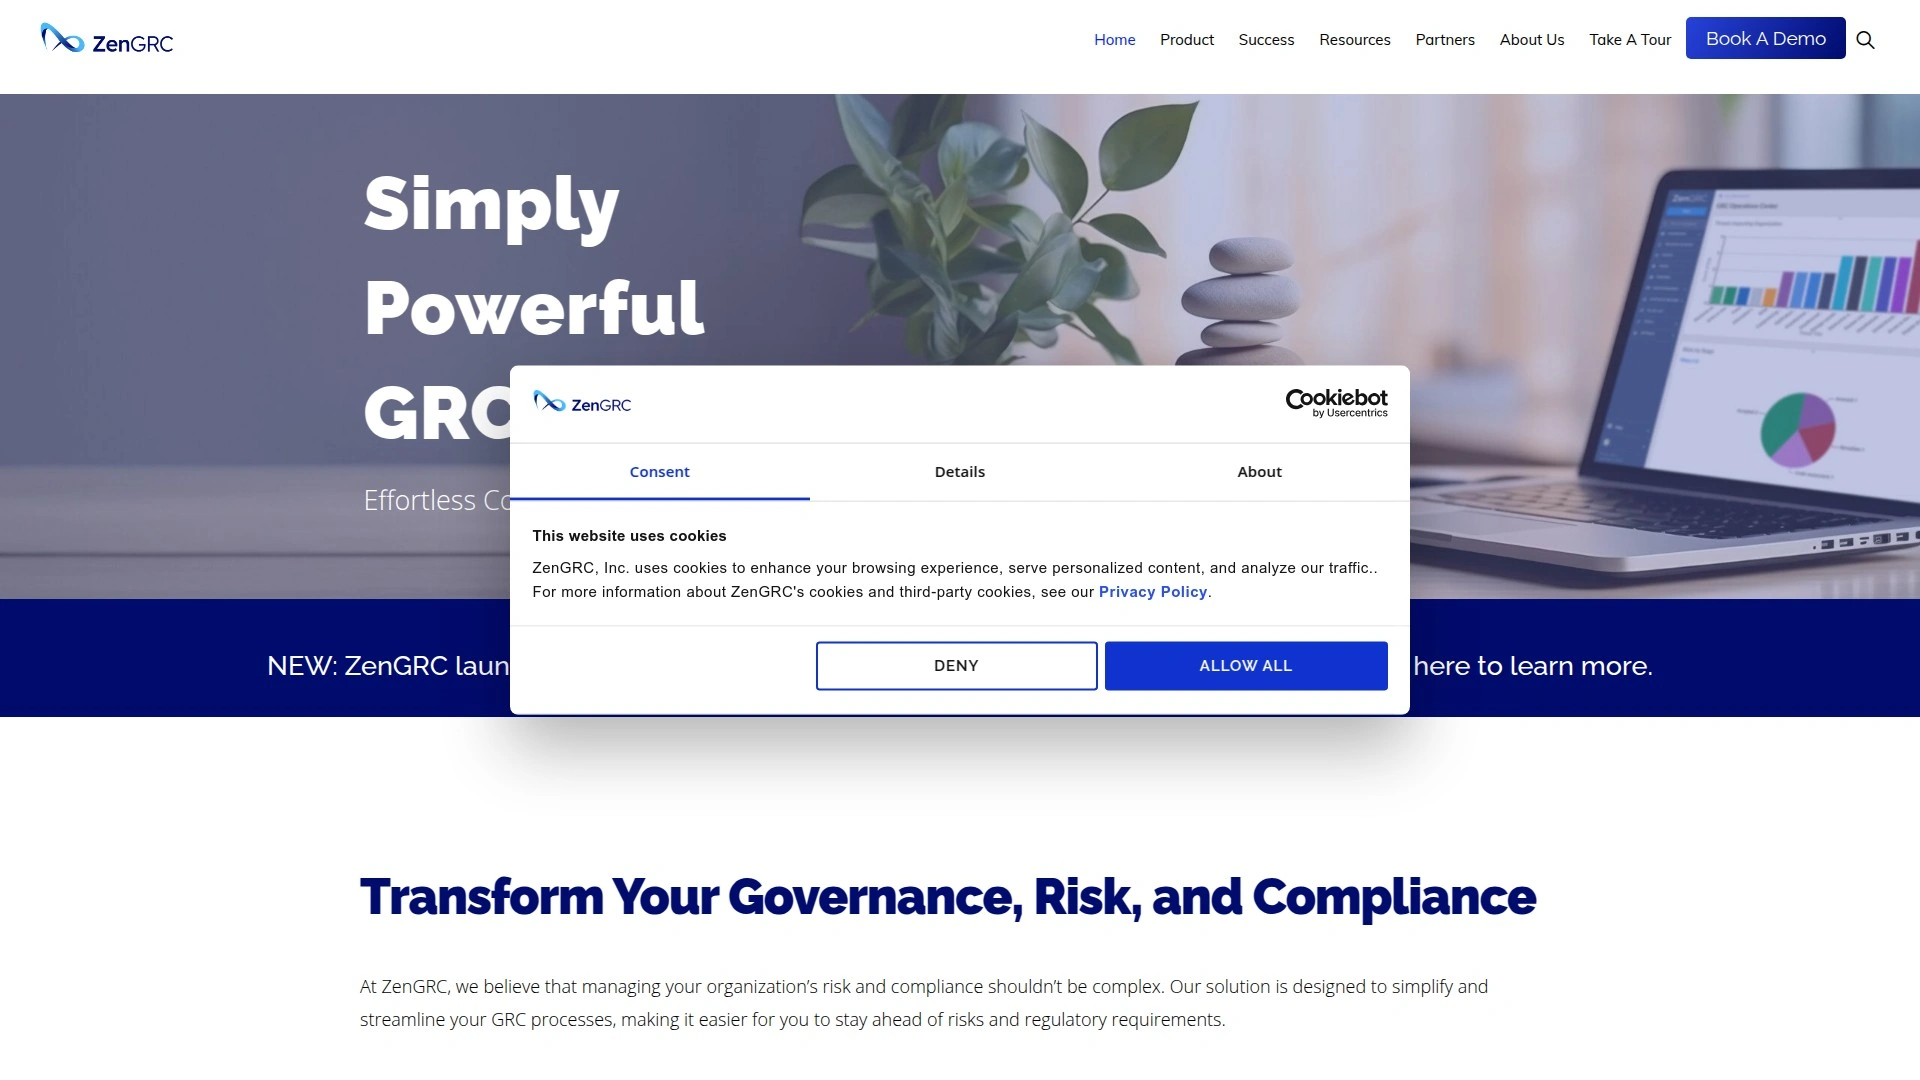 ZenGRC
Home
Product
Success
Resources
Partners
About Us
Take A Tour
Book A Demo
Simply
Powerful
GRC
Effortless Co
ZenGRC
Cookiebot
by Usercentrics
Consent
Details
About
This website uses cookies
ZenGRC, Inc. uses cookies to enhance your browsing experience, serve personalized content, and analyze our traffic..
For more information about ZenGRC's cookies and third-party cookies, see our Privacy Policy.
DENY
ALLOW ALL
NEW: ZenGRC laun
here to learn more.
Transform Your Governance, Risk, and Compliance
At ZenGRC, we believe that managing your organization’s risk and compliance shouldn’t be complex. Our solution is designed to simplify and
streamline your GRC processes, making it easier for you to stay ahead of risks and regulatory requirements.